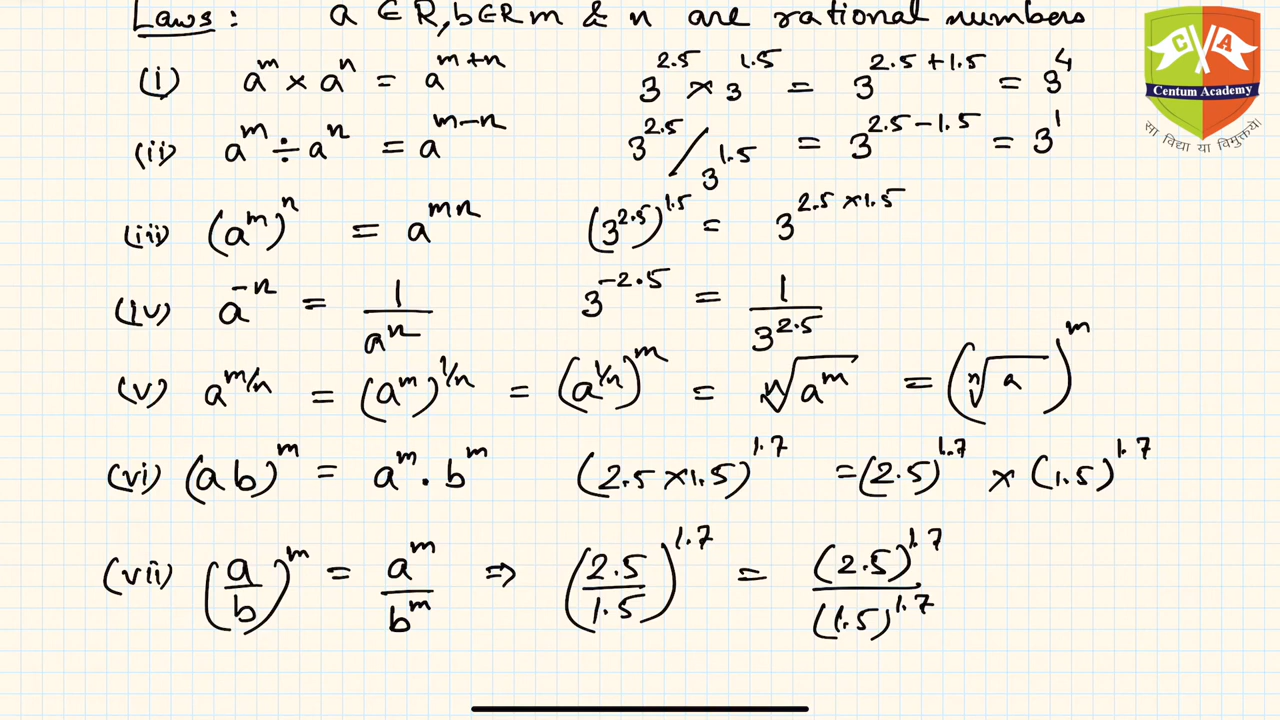 Laws : a ∈ R, b ∈ R m & n are rational numbers
(i) a^m × a^n = a^(m+n) 3^2.5 × 3^1.5 = 3^(2.5+1.5) = 3^4
(ii) a^m ÷ a^n = a^(m-n) 3^2.5 / 3^1.5 = 3^(2.5-1.5) = 3^1
(iii) (a^m)^n = a^(mn) (3^2.5)^1.5 = 3^(2.5×1.5)
(iv) a^(-n) = 1/a^n 3^(-2.5) = 1/3^2.5
(v) a^(m/n) = (a^m)^(1/n) = (a^(1/n))^m = ⁿ√(a^m) = (ⁿ√a)^m
(vi) (ab)^m = a^m . b^m (2.5 × 1.5)^1.7 = (2.5)^1.7 × (1.5)^1.7
(vii) (a/b)^m = a^m/b^m ⇒ (2.5/1.5)^1.7 = (2.5)^1.7/(1.5)^1.7
C A
Centum Academy
सा विद्या या विमुक्तये